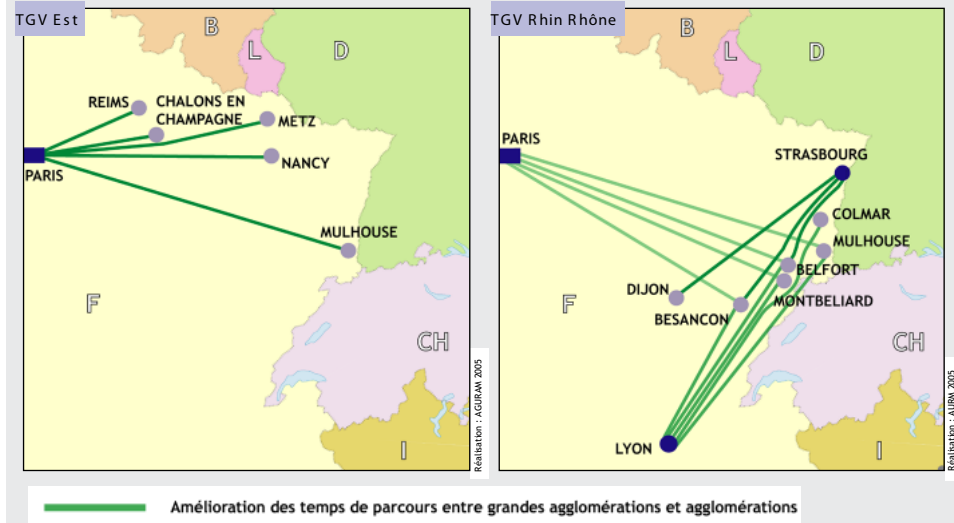 TGV Est
B
L
D
REIMS
CHALONS EN
CHAMPAGNE
METZ
NANCY
PARIS
MULHOUSE
F
CH
I
Réalisation : AGURAM 2005
TGV Rhin Rhône
B
L
D
PARIS
STRASBOURG
COLMAR
MULHOUSE
BELFORT
DIJON
MONTBELIARD
BESANCON
F
CH
LYON
I
Réalisation : AURM 2005
Amélioration des temps de parcours entre grandes agglomérations et agglomérations